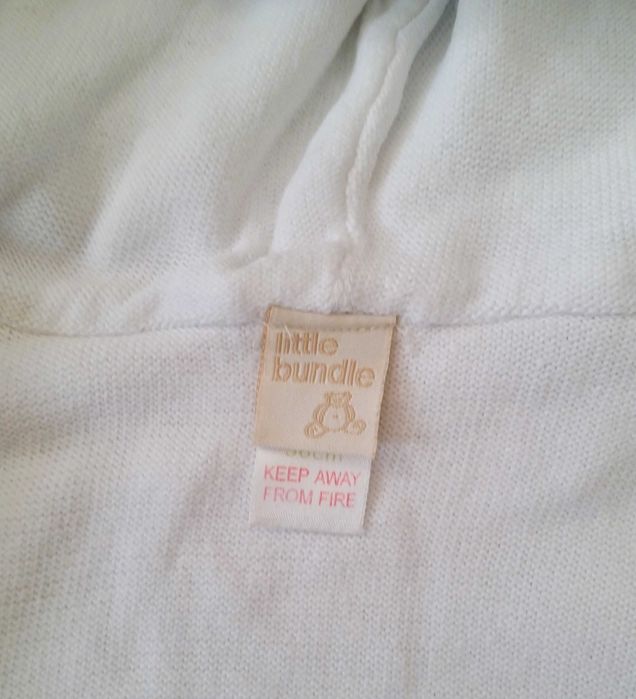 little
bundle
KEEP AWAY
FROM FIRE